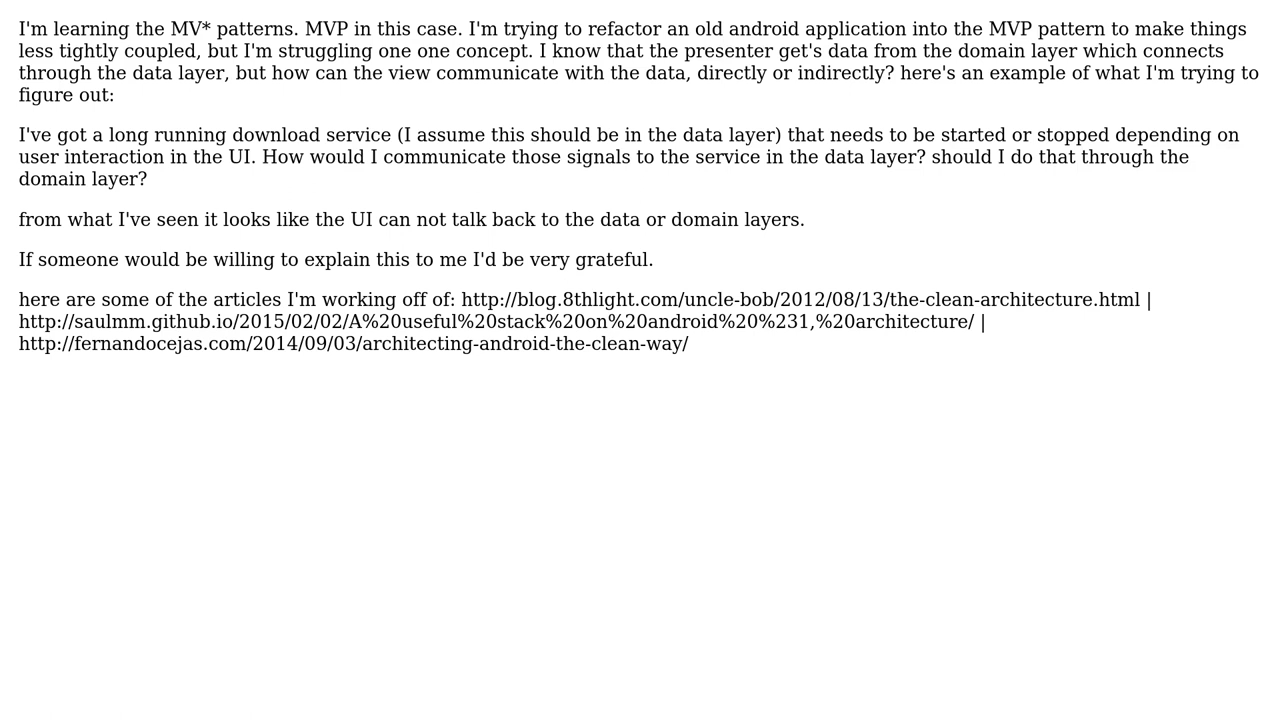 I'm learning the MV* patterns. MVP in this case. I'm trying to refactor an old android application into the MVP pattern to make things
less tightly coupled, but I'm struggling one one concept. I know that the presenter get's data from the domain layer which connects
through the data layer, but how can the view communicate with the data, directly or indirectly? here's an example of what I'm trying to
figure out:
I've got a long running download service (I assume this should be in the data layer) that needs to be started or stopped depending on
user interaction in the UI. How would I communicate those signals to the service in the data layer? should I do that through the
domain layer?
from what I've seen it looks like the UI can not talk back to the data or domain layers.
If someone would be willing to explain this to me I'd be very grateful.
here are some of the articles I'm working off of: http://blog.8thlight.com/uncle-bob/2012/08/13/the-clean-architecture.html |
http://saulmm.github.io/2015/02/02/A%20useful%20stack%20on%20android%20%231,%20architecture/ |
http://fernandocejas.com/2014/09/03/architecting-android-the-clean-way/